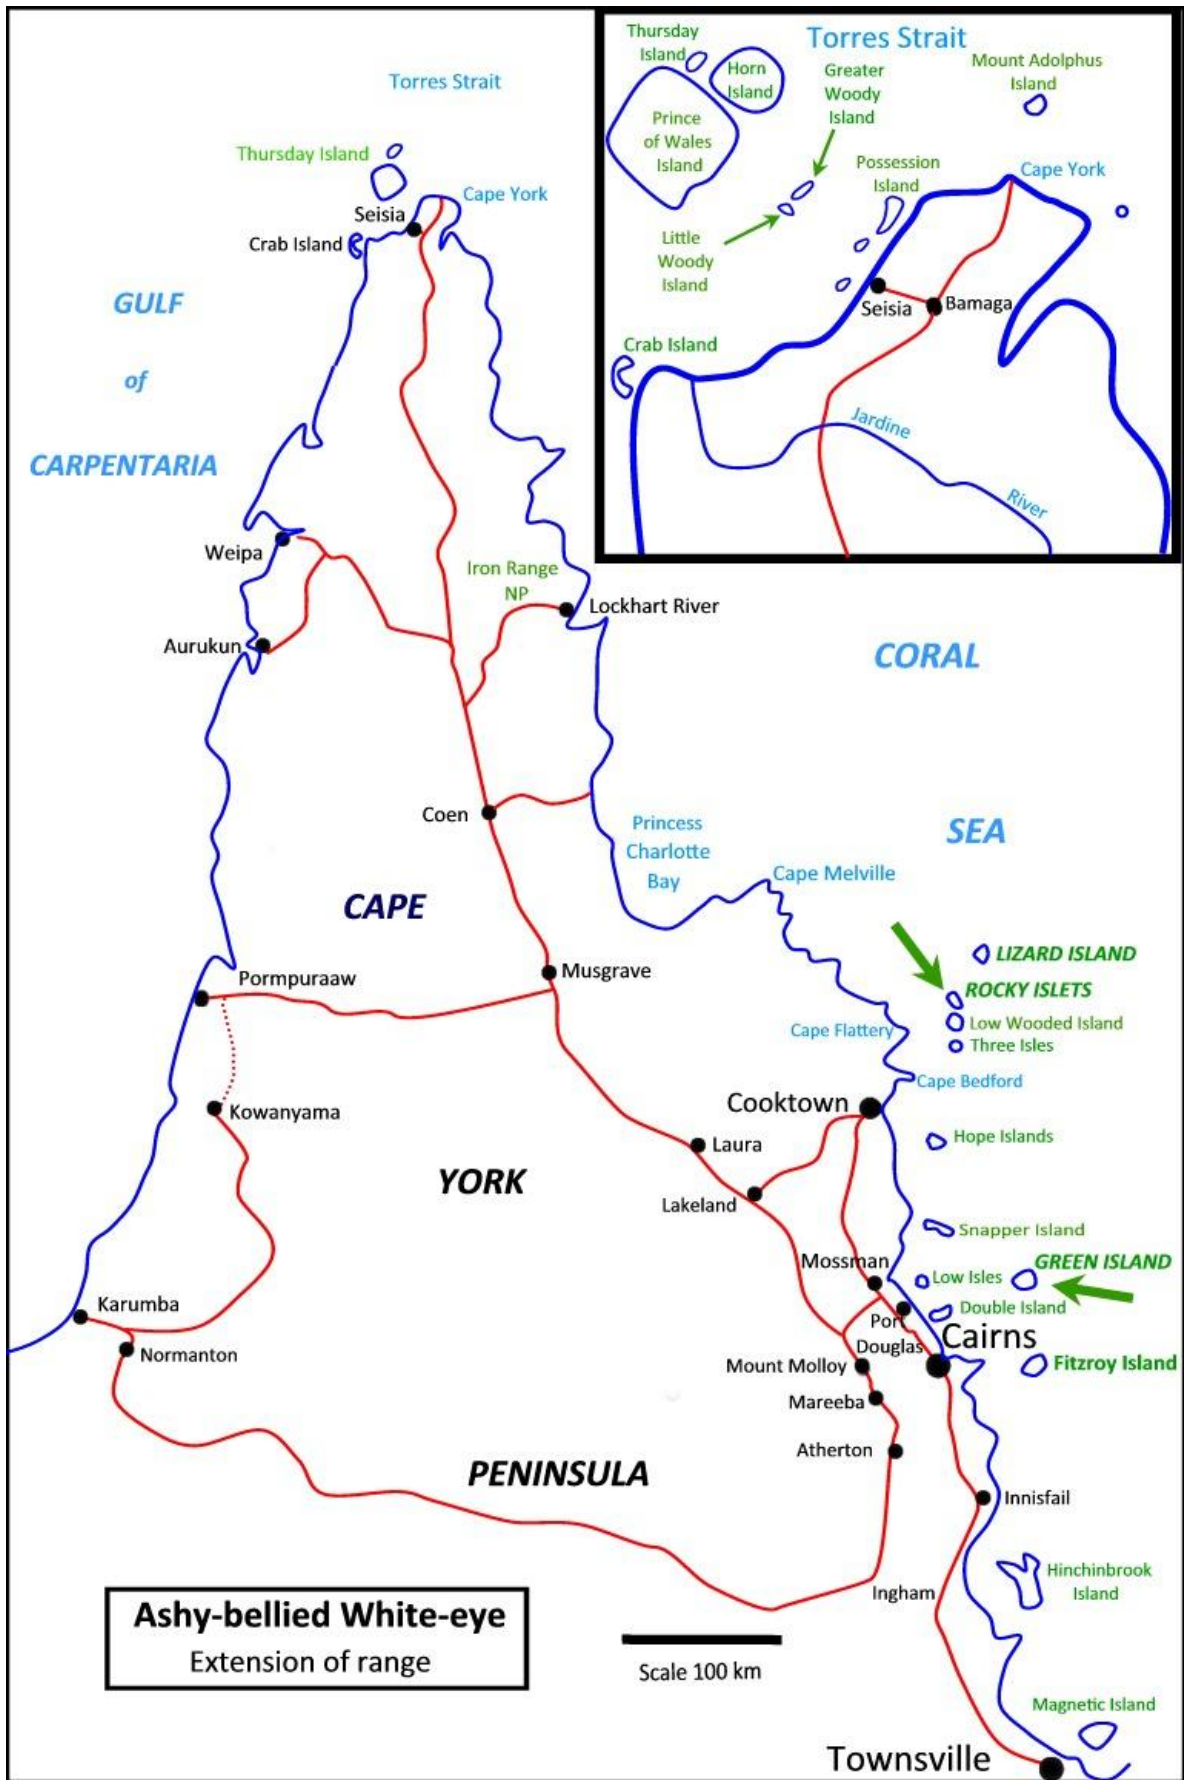 Torres Strait
Thursday Island
Cape York
Seisia
Crab Island
GULF
of
CARPENTARIA
Weipa
Iron Range
NP
Lockhart River
Aurukun
CORAL
SEA
Coen
Princess
Charlotte
Bay
Cape Melville
CAPE
LIZARD ISLAND
Musgrave
Pormpuraaw
ROCKY ISLETS
Low Wooded Island
Cape Flattery
Three Isles
Cape Bedford
Cooktown
Kowanyama
Hope Islands
Laura
YORK
Lakeland
Snapper Island
Mossman
GREEN ISLAND
Low Isles
Karumba
Double Island
Port
Douglas
Cairns
Normanton
Mount Molloy
Fitzroy Island
Mareeba
Atherton
PENINSULA
Innisfail
Hinchinbrook
Island
Ingham
Ashy-bellied White-eye
Extension of range
Scale 100 km
Magnetic Island
Townsville
Thursday
Island
Torres Strait
Horn
Island
Greater
Woody
Island
Mount Adolphus
Island
Prince
of Wales
Island
Possession
Island
Cape York
Little
Woody
Island
Seisia
Bamaga
Crab Island
Jardine
River